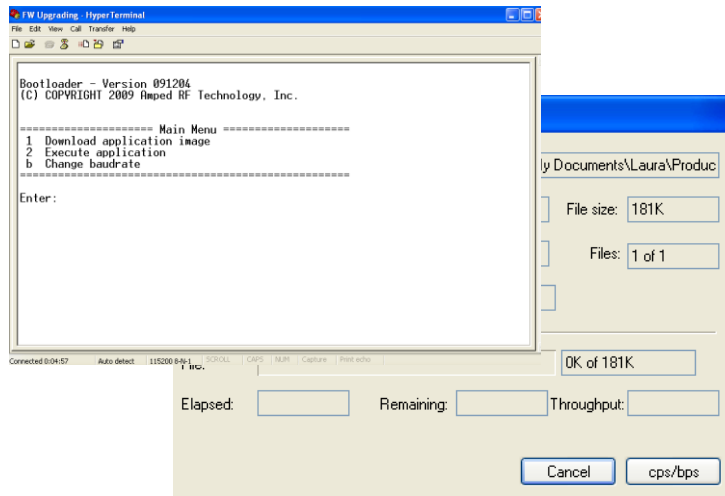 FW Upgrading - HyperTerminal
File Edit View Call Transfer Help
Bootloader - Version 091204
(C) COPYRIGHT 2009 Amped RF Technology, Inc.
==================== Main Menu ====================
1 Download application image
2 Execute application
b Change baudrate
===================================================
Enter:
Connected 0:04:57 Auto detect 115200 8-N-1 SCROLL CAPS NUM Capture Print echo
y Documents\Laura\Produc
File size: 181K
Files: 1 of 1
File: 0K of 181K
Elapsed: Remaining: Throughput:
Cancel cps/bps